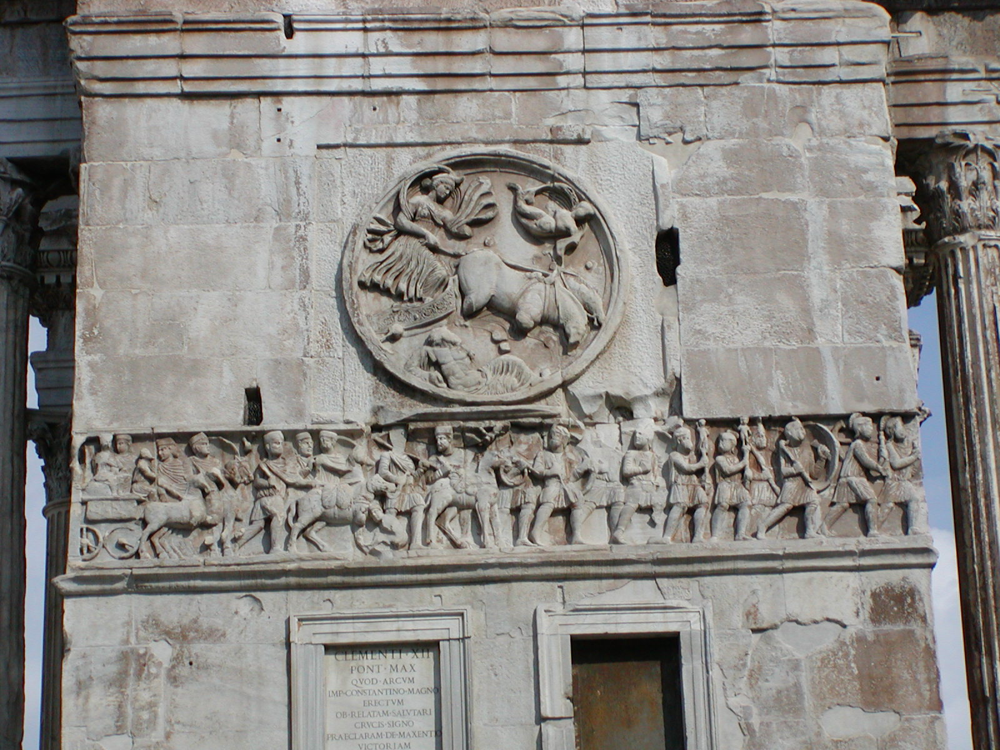 CLEMENTI·XII
PONT·MAX
QVOD·ARCVM
IMP·CONSTANTINO·MAGNO
ERECTVM
OB·RELATAM·SALVTARI
CRVCIS·SIGNO
PRAECLARAM·DE·MAXENTIO
VICTORIAM